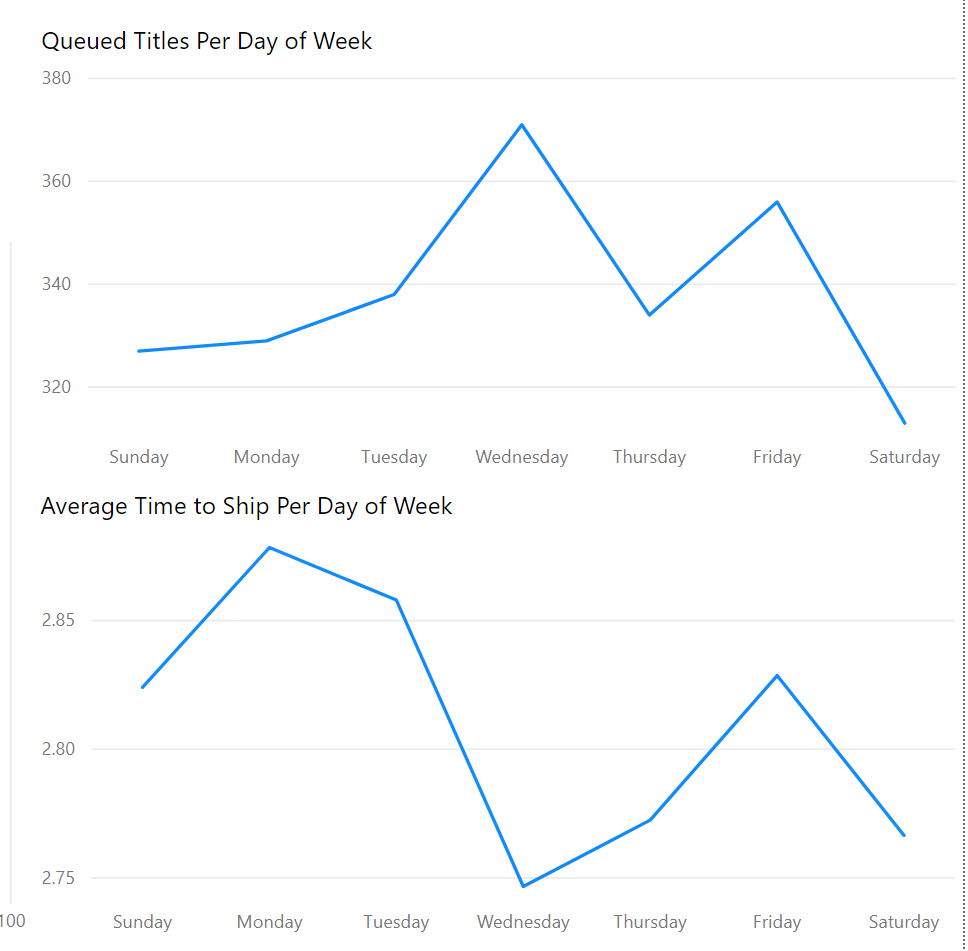 Queued Titles Per Day of Week
380
360
340
320
Sunday Monday Tuesday Wednesday Thursday Friday Saturday
Average Time to Ship Per Day of Week
2.85
2.80
2.75
100
Sunday Monday Tuesday Wednesday Thursday Friday Saturday